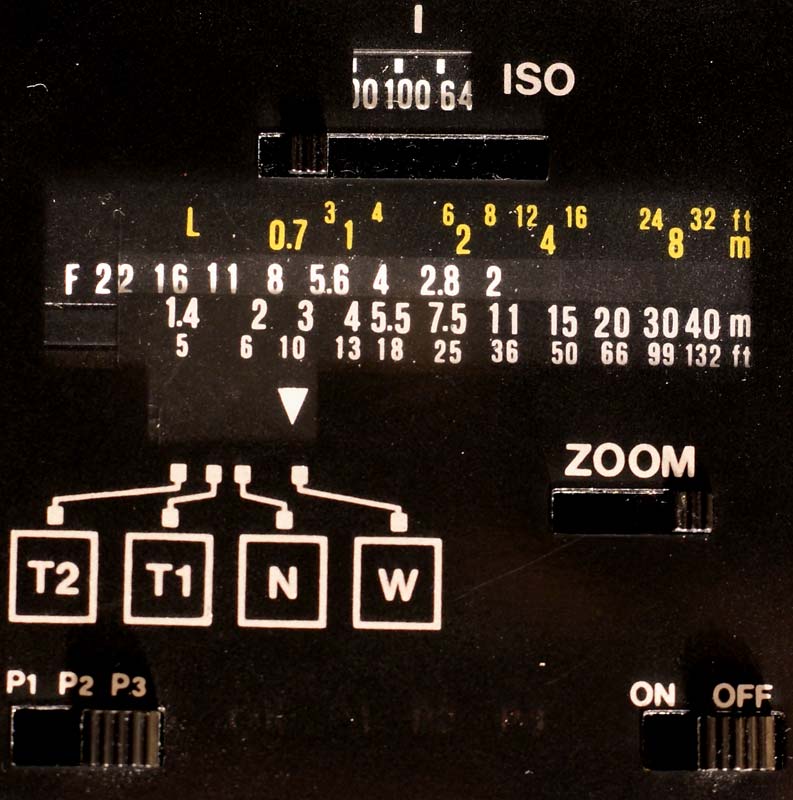 ISO
100 64
3 4 6 8 12 16 24 32 ft
L 0.7 1 2 4 8 m
F 22 16 11 8 5.6 4 2.8 2
1.4 2 3 4 5.5 7.5 11 15 20 30 40 m
5 6 10 13 18 25 36 50 66 99 132 ft
ZOOM
T2 T1 N W
P1 P2 P3
ON OFF